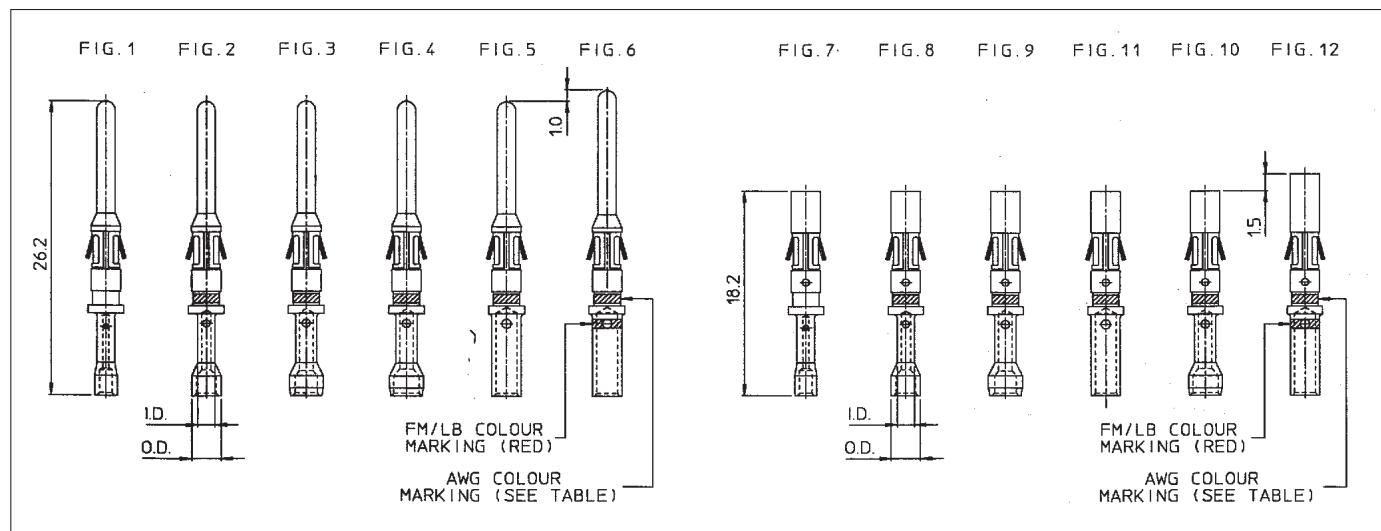 FIG.1 FIG.2 FIG.3 FIG.4 FIG.5 FIG.6 FIG.7 FIG.8 FIG.9 FIG.11 FIG.10 FIG.12
1.0
1.5
26.2
18.2
I.D.
O.D.
FM/LB COLOUR
MARKING (RED)
AWG COLOUR
MARKING (SEE TABLE)
I.D.
O.D.
FM/LB COLOUR
MARKING (RED)
AWG COLOUR
MARKING (SEE TABLE)